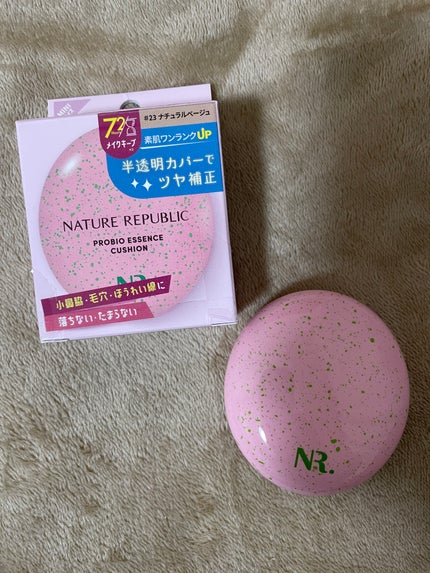 MINI
72
メイクキープ
#23 ナチュラルベージュ
素肌ワンランクUP
半透明カバーで
ツヤ補正
NATURE REPUBLIC
PROBIO ESSENCE
CUSHION
NR.
小鼻脇・毛穴・ほうれい線に
落ちない・たまらない
NR.